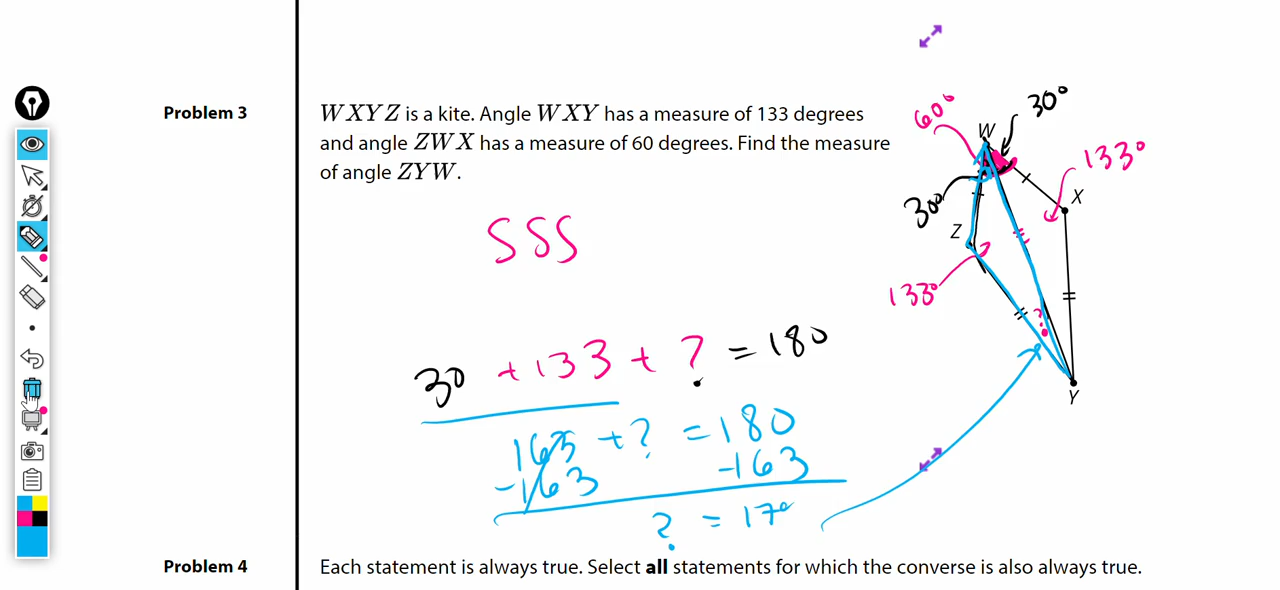 Problem 3
WXYZ is a kite. Angle WXY has a measure of 133 degrees
and angle ZWX has a measure of 60 degrees. Find the measure
of angle ZYW.
60°
30°
W
133°
X
30°
Z
133°
?
Y
SSS
30 + 133 + ? = 180
163 + ? = 180
-163 -163
? = 17°
Problem 4
Each statement is always true. Select all statements for which the converse is also always true.